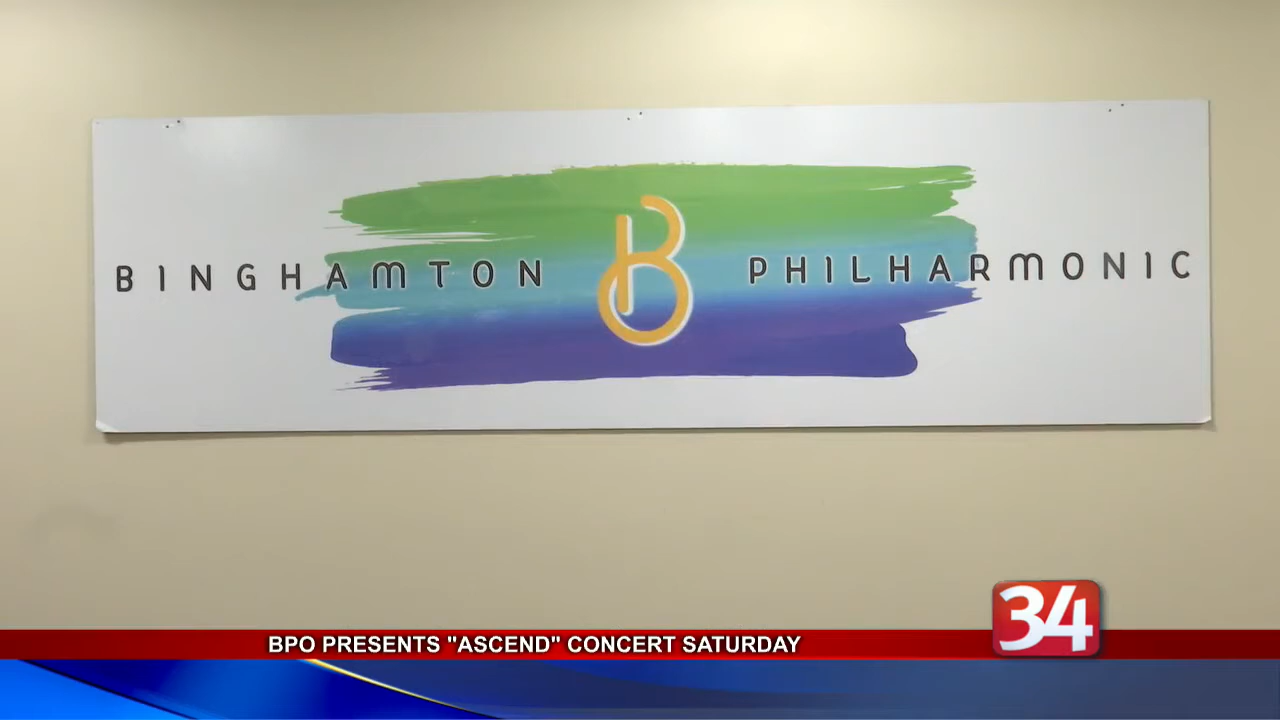 BINGHAMTON B PHILHARMONIC
BPO PRESENTS "ASCEND" CONCERT SATURDAY
34